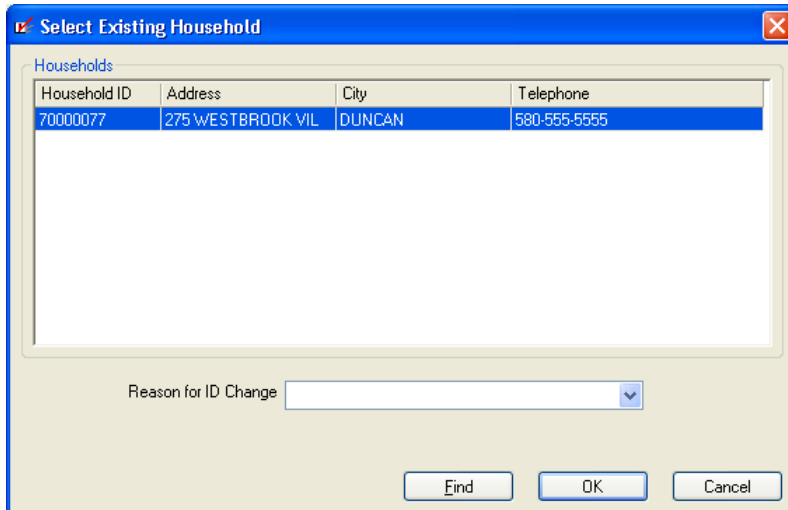 Select Existing Household
Households
Household ID Address City Telephone
70000077 275 WESTBROOK VIL DUNCAN 580-555-5555
Reason for ID Change
Find OK Cancel